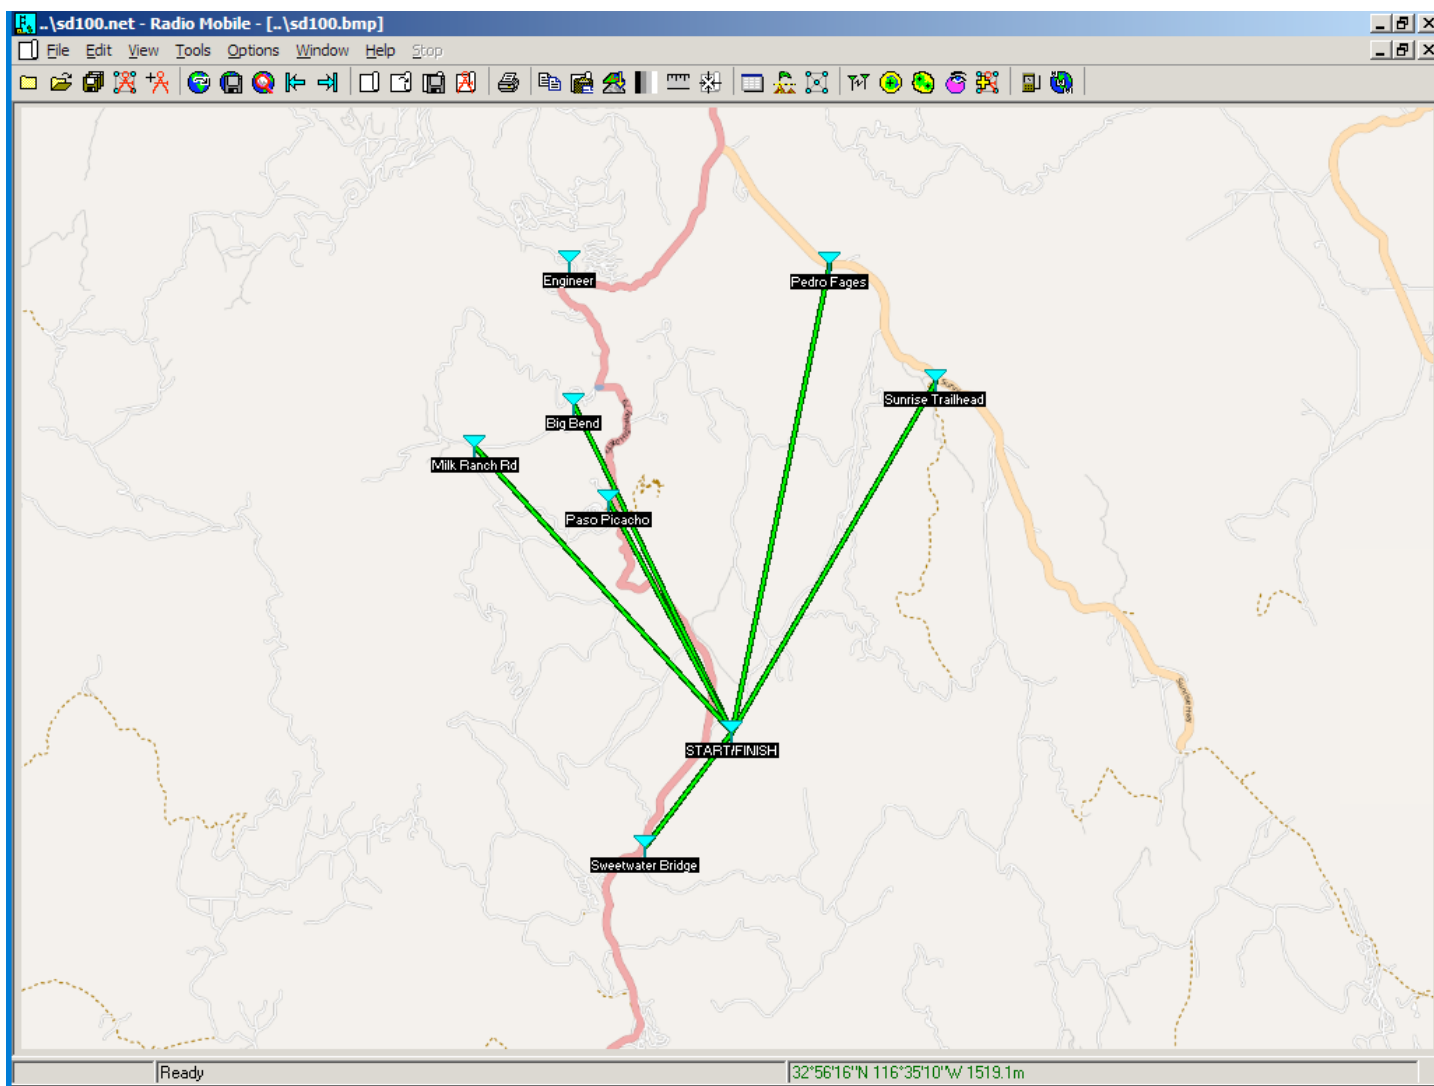 ..\sd100.net - Radio Mobile - [..\sd100.bmp]
File Edit View Tools Options Window Help Stop
Engineer
Pedro Fages
Sunrise Trailhead
Big Bend
Milk Ranch Rd
Paso Picacho
Sunrise Hwy
START/FINISH
Sweetwater Bridge
Ready
32°56'16"N 116°35'10"W 1519.1m